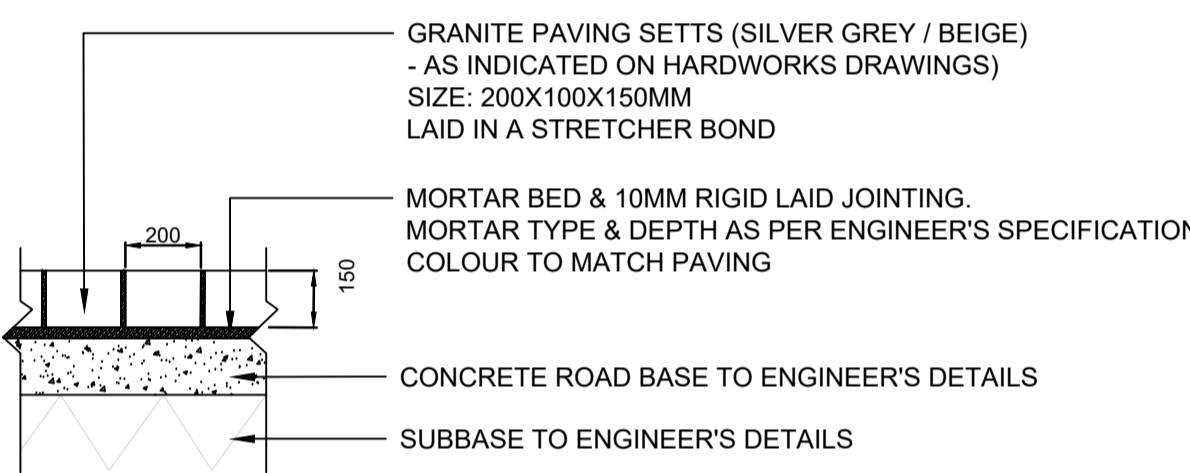 GRANITE PAVING SETTS (SILVER GREY / BEIGE)
- AS INDICATED ON HARDWORKS DRAWINGS)
SIZE: 200X100X150MM
LAID IN A STRETCHER BOND
MORTAR BED & 10MM RIGID LAID JOINTING.
MORTAR TYPE & DEPTH AS PER ENGINEER'S SPECIFICATION
COLOUR TO MATCH PAVING
200
150
CONCRETE ROAD BASE TO ENGINEER'S DETAILS
SUBBASE TO ENGINEER'S DETAILS